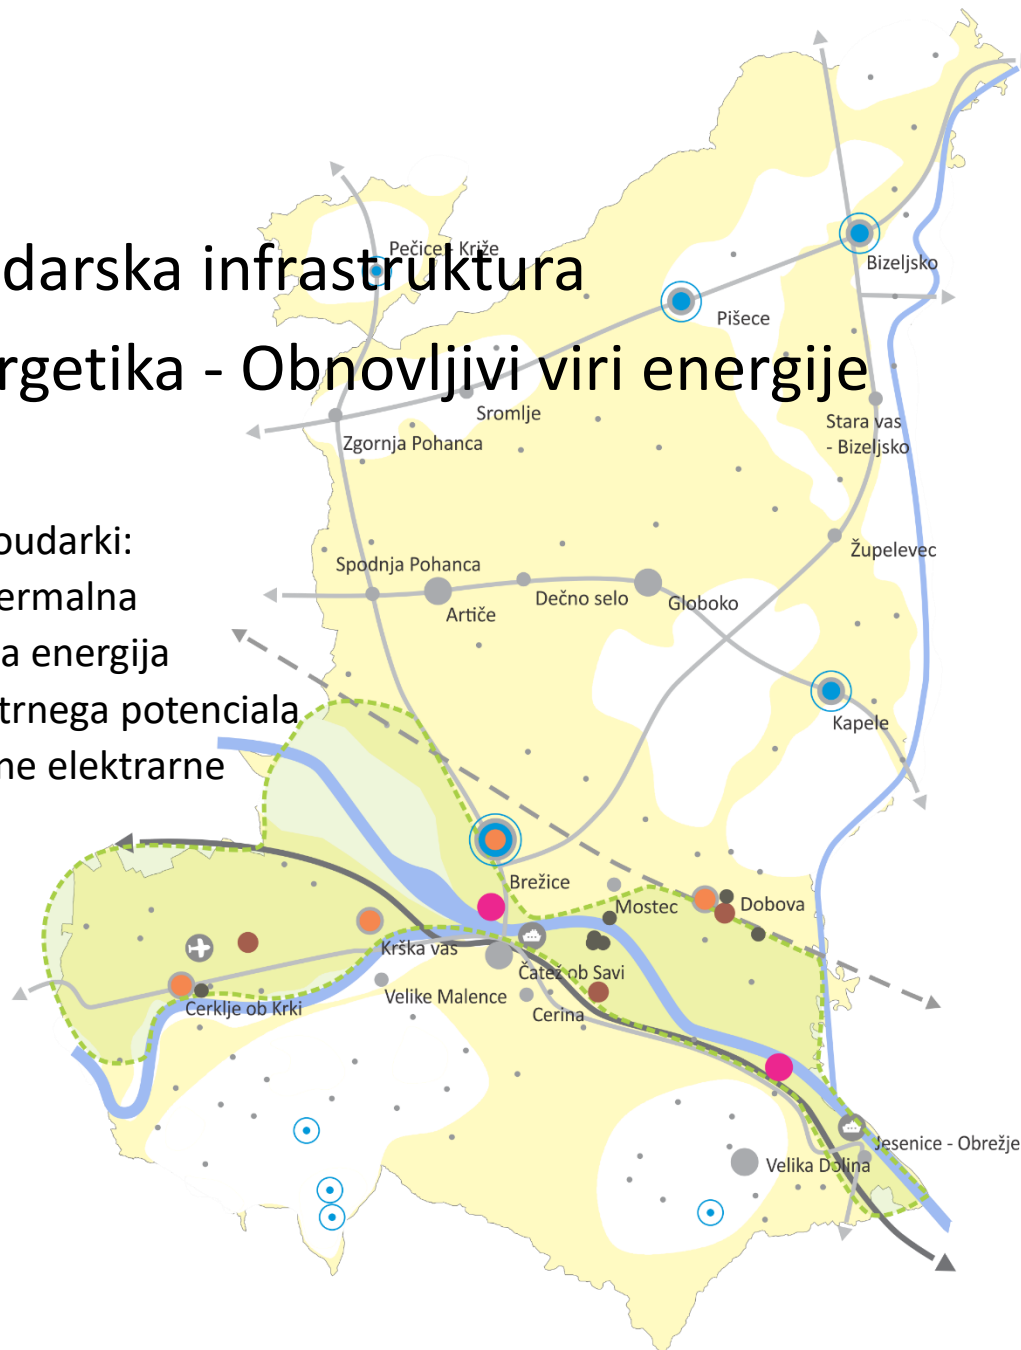 darska infrastruktura
rgetika - Obnovljivi viri energije
oudarki:
ermalna
a energija
trnega potenciala
ne elektrarne
Pečice - Križe
Bizeljsko
Pišece
Sromlje
Zgornja Pohanca
Stara vas
- Bizeljsko
Župelevec
Spodnja Pohanca
Artiče
Dečno selo
Globoko
Kapele
Brežice
Mostec
Dobova
Krška vas
Čatež ob Savi
Velike Malence
Cerina
Cerklje ob Krki
Jesenice - Obrežje
Velika Dolina